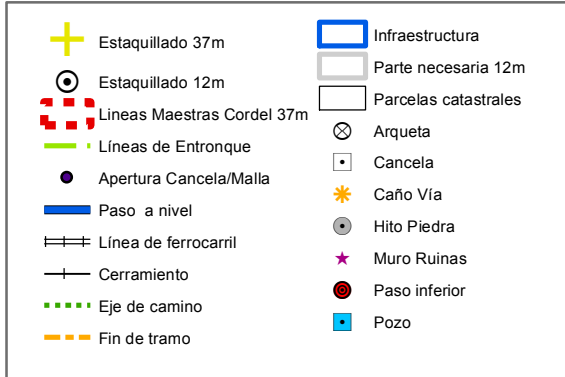 Estaquillado 37m
Estaquillado 12m
Lineas Maestras Cordel 37m
Líneas de Entronque
Apertura Cancela/Malla
Paso a nivel
Línea de ferrocarril
Cerramiento
Eje de camino
Fin de tramo
Infraestructura
Parte necesaria 12m
Parcelas catastrales
Arqueta
Cancela
Caño Vía
Hito Piedra
Muro Ruinas
Paso inferior
Pozo